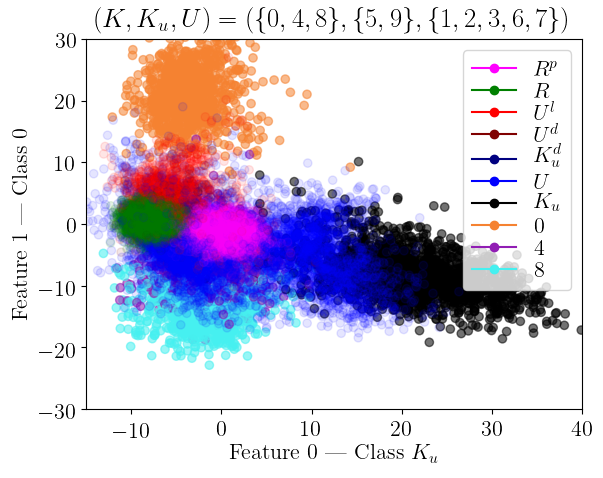 (K, K_u, U) = ({0, 4, 8}, {5, 9}, {1, 2, 3, 6, 7})
30
20
10
0
−10
−20
−30
Feature 1 — Class 0
R^p
R
U^l
U^d
K_u^d
U
K_u
0
4
8
−10
0
10
20
30
40
Feature 0 — Class K_u